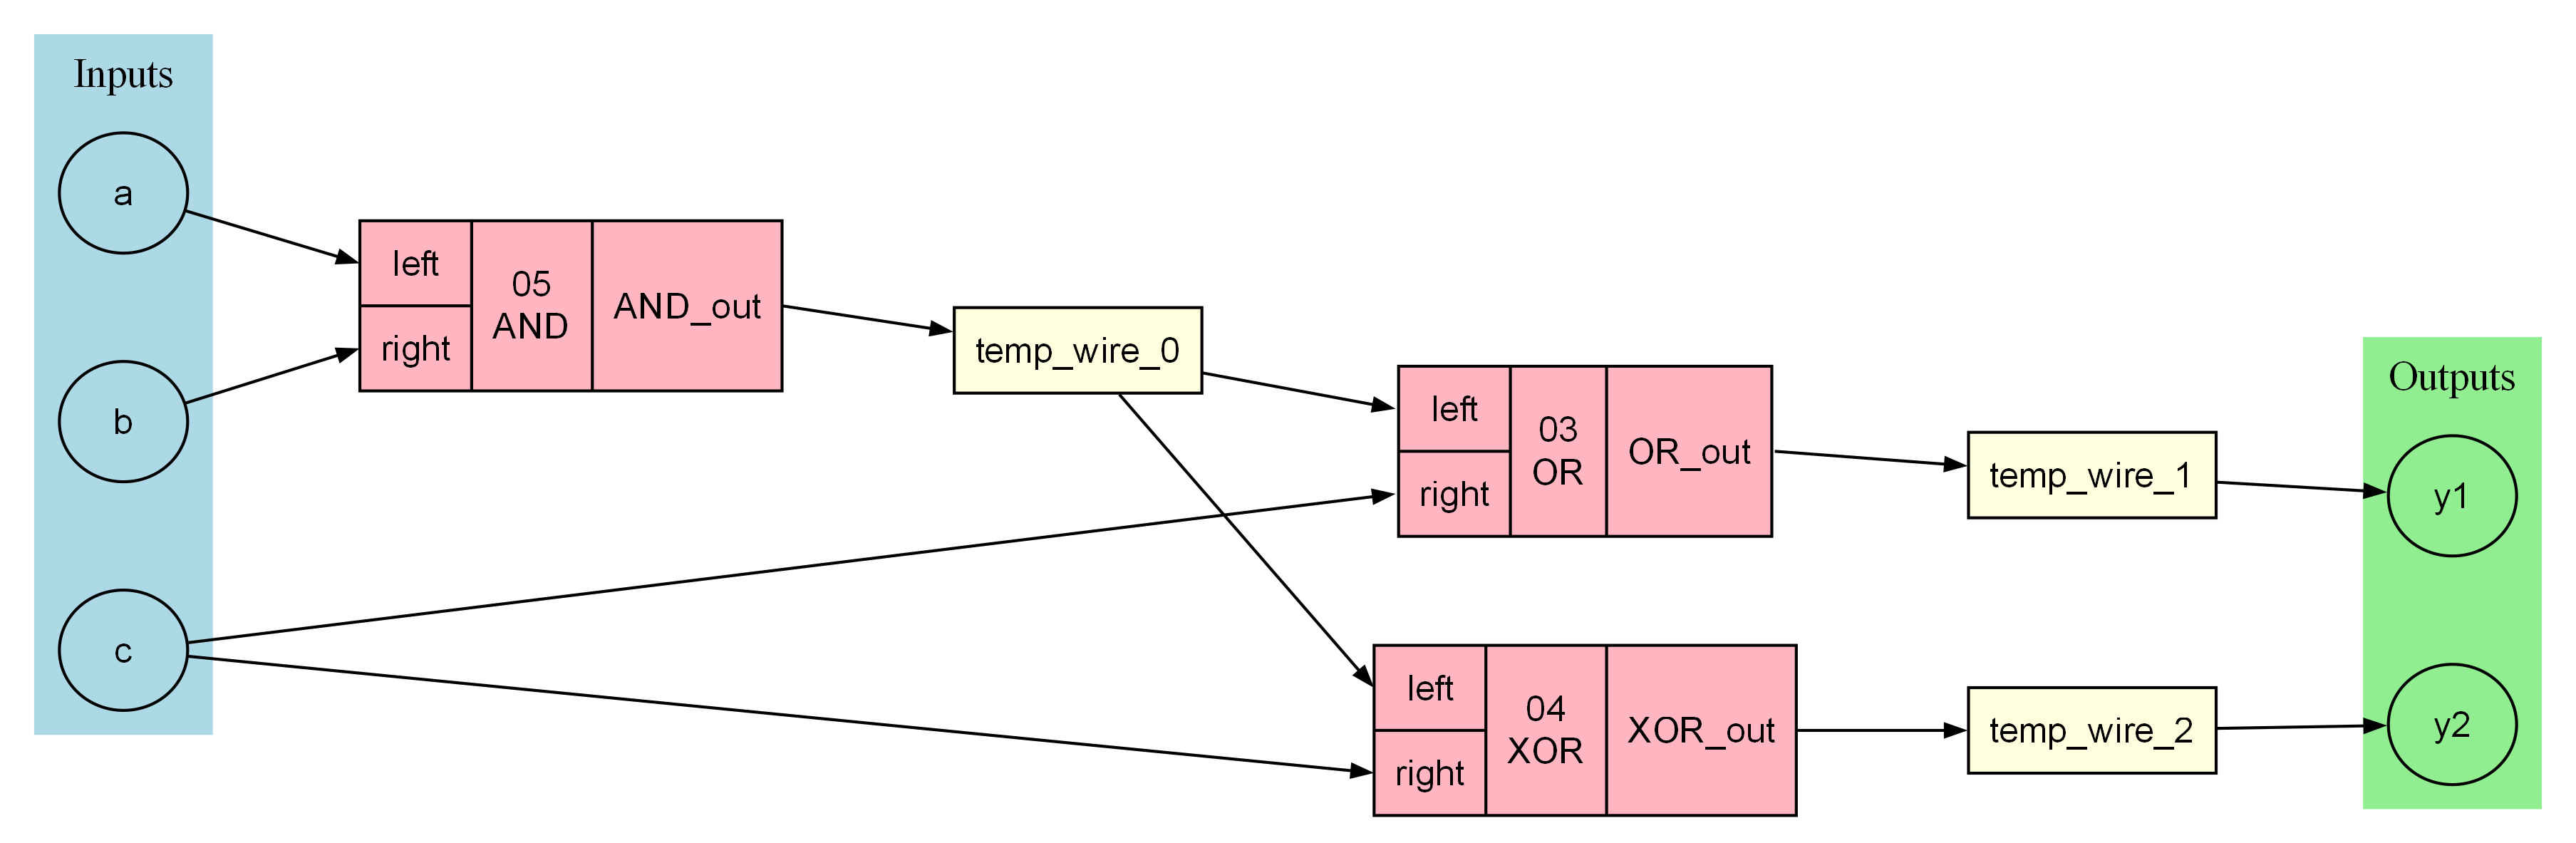 Inputs
a
b
c
left
right
05
AND
AND_out
temp_wire_0
left
right
03
OR
OR_out
left
right
04
XOR
XOR_out
temp_wire_1
temp_wire_2
Outputs
y1
y2